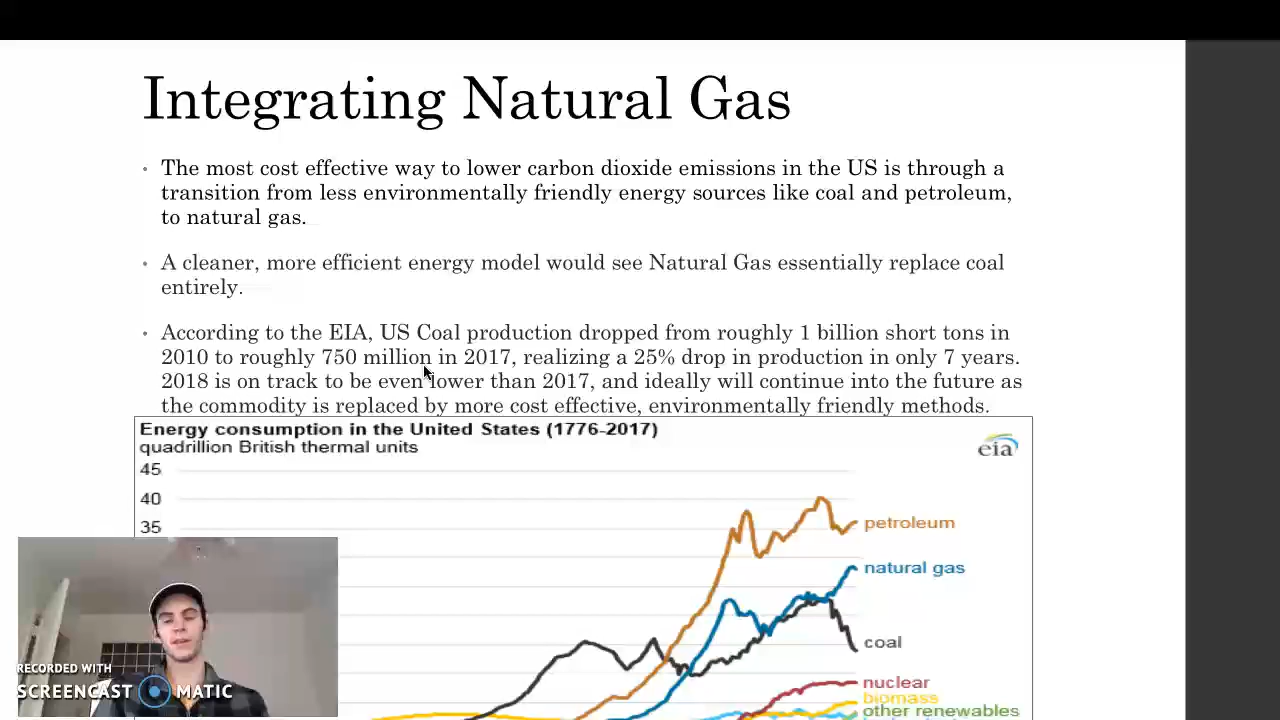 Integrating Natural Gas
The most cost effective way to lower carbon dioxide emissions in the US is through a
transition from less environmentally friendly energy sources like coal and petroleum,
to natural gas.
A cleaner, more efficient energy model would see Natural Gas essentially replace coal
entirely.
According to the EIA, US Coal production dropped from roughly 1 billion short tons in
2010 to roughly 750 million in 2017, realizing a 25% drop in production in only 7 years.
2018 is on track to be even lower than 2017, and ideally will continue into the future as
the commodity is replaced by more cost effective, environmentally friendly methods.
Energy consumption in the United States (1776-2017)
quadrillion British thermal units
eia
45
40
35
petroleum
natural gas
coal
nuclear
biomass
other renewables
RECORDED WITH
SCREENCAST MATIC